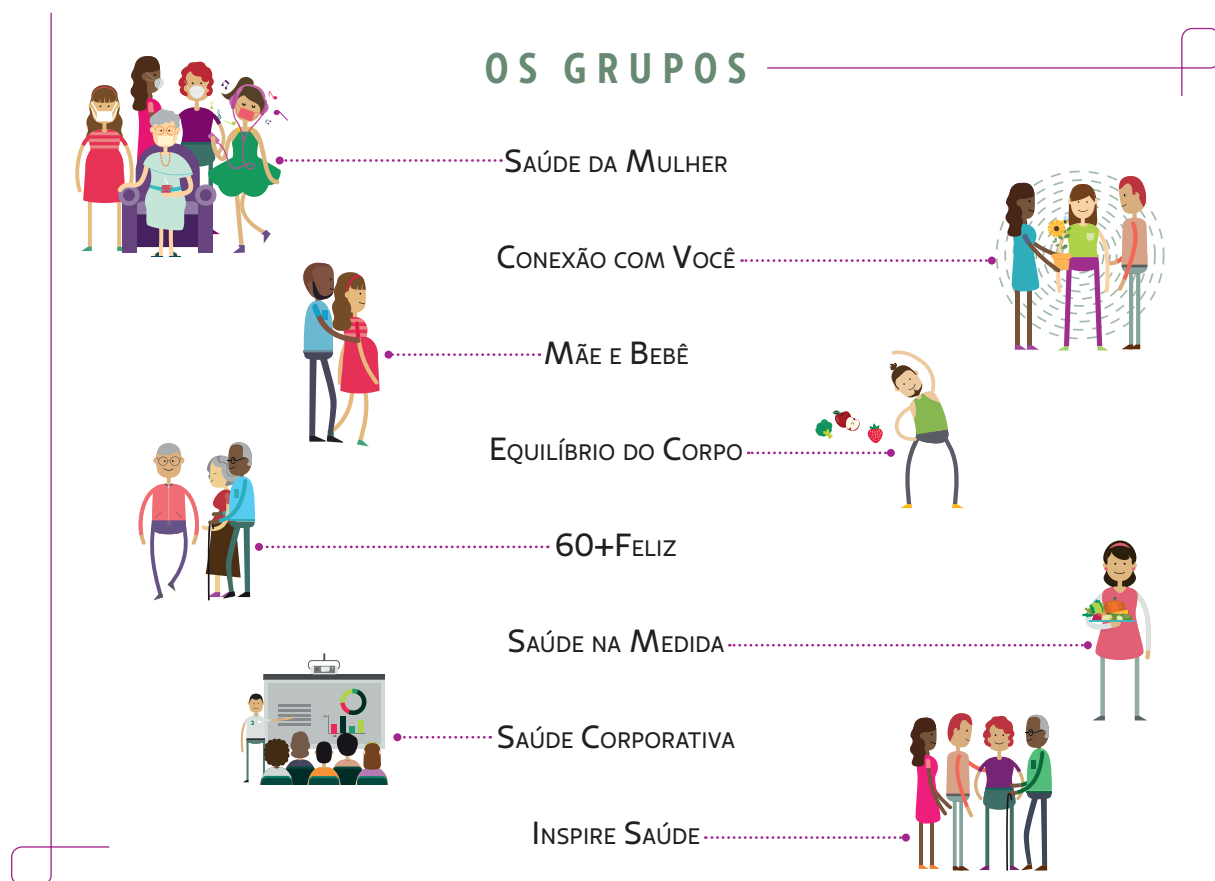 OS GRUPOS
Saúde da Mulher
Conexão com Você
Mãe e Bebê
Equilíbrio do Corpo
60+Feliz
Saúde na Medida
Saúde Corporativa
Inspire Saúde